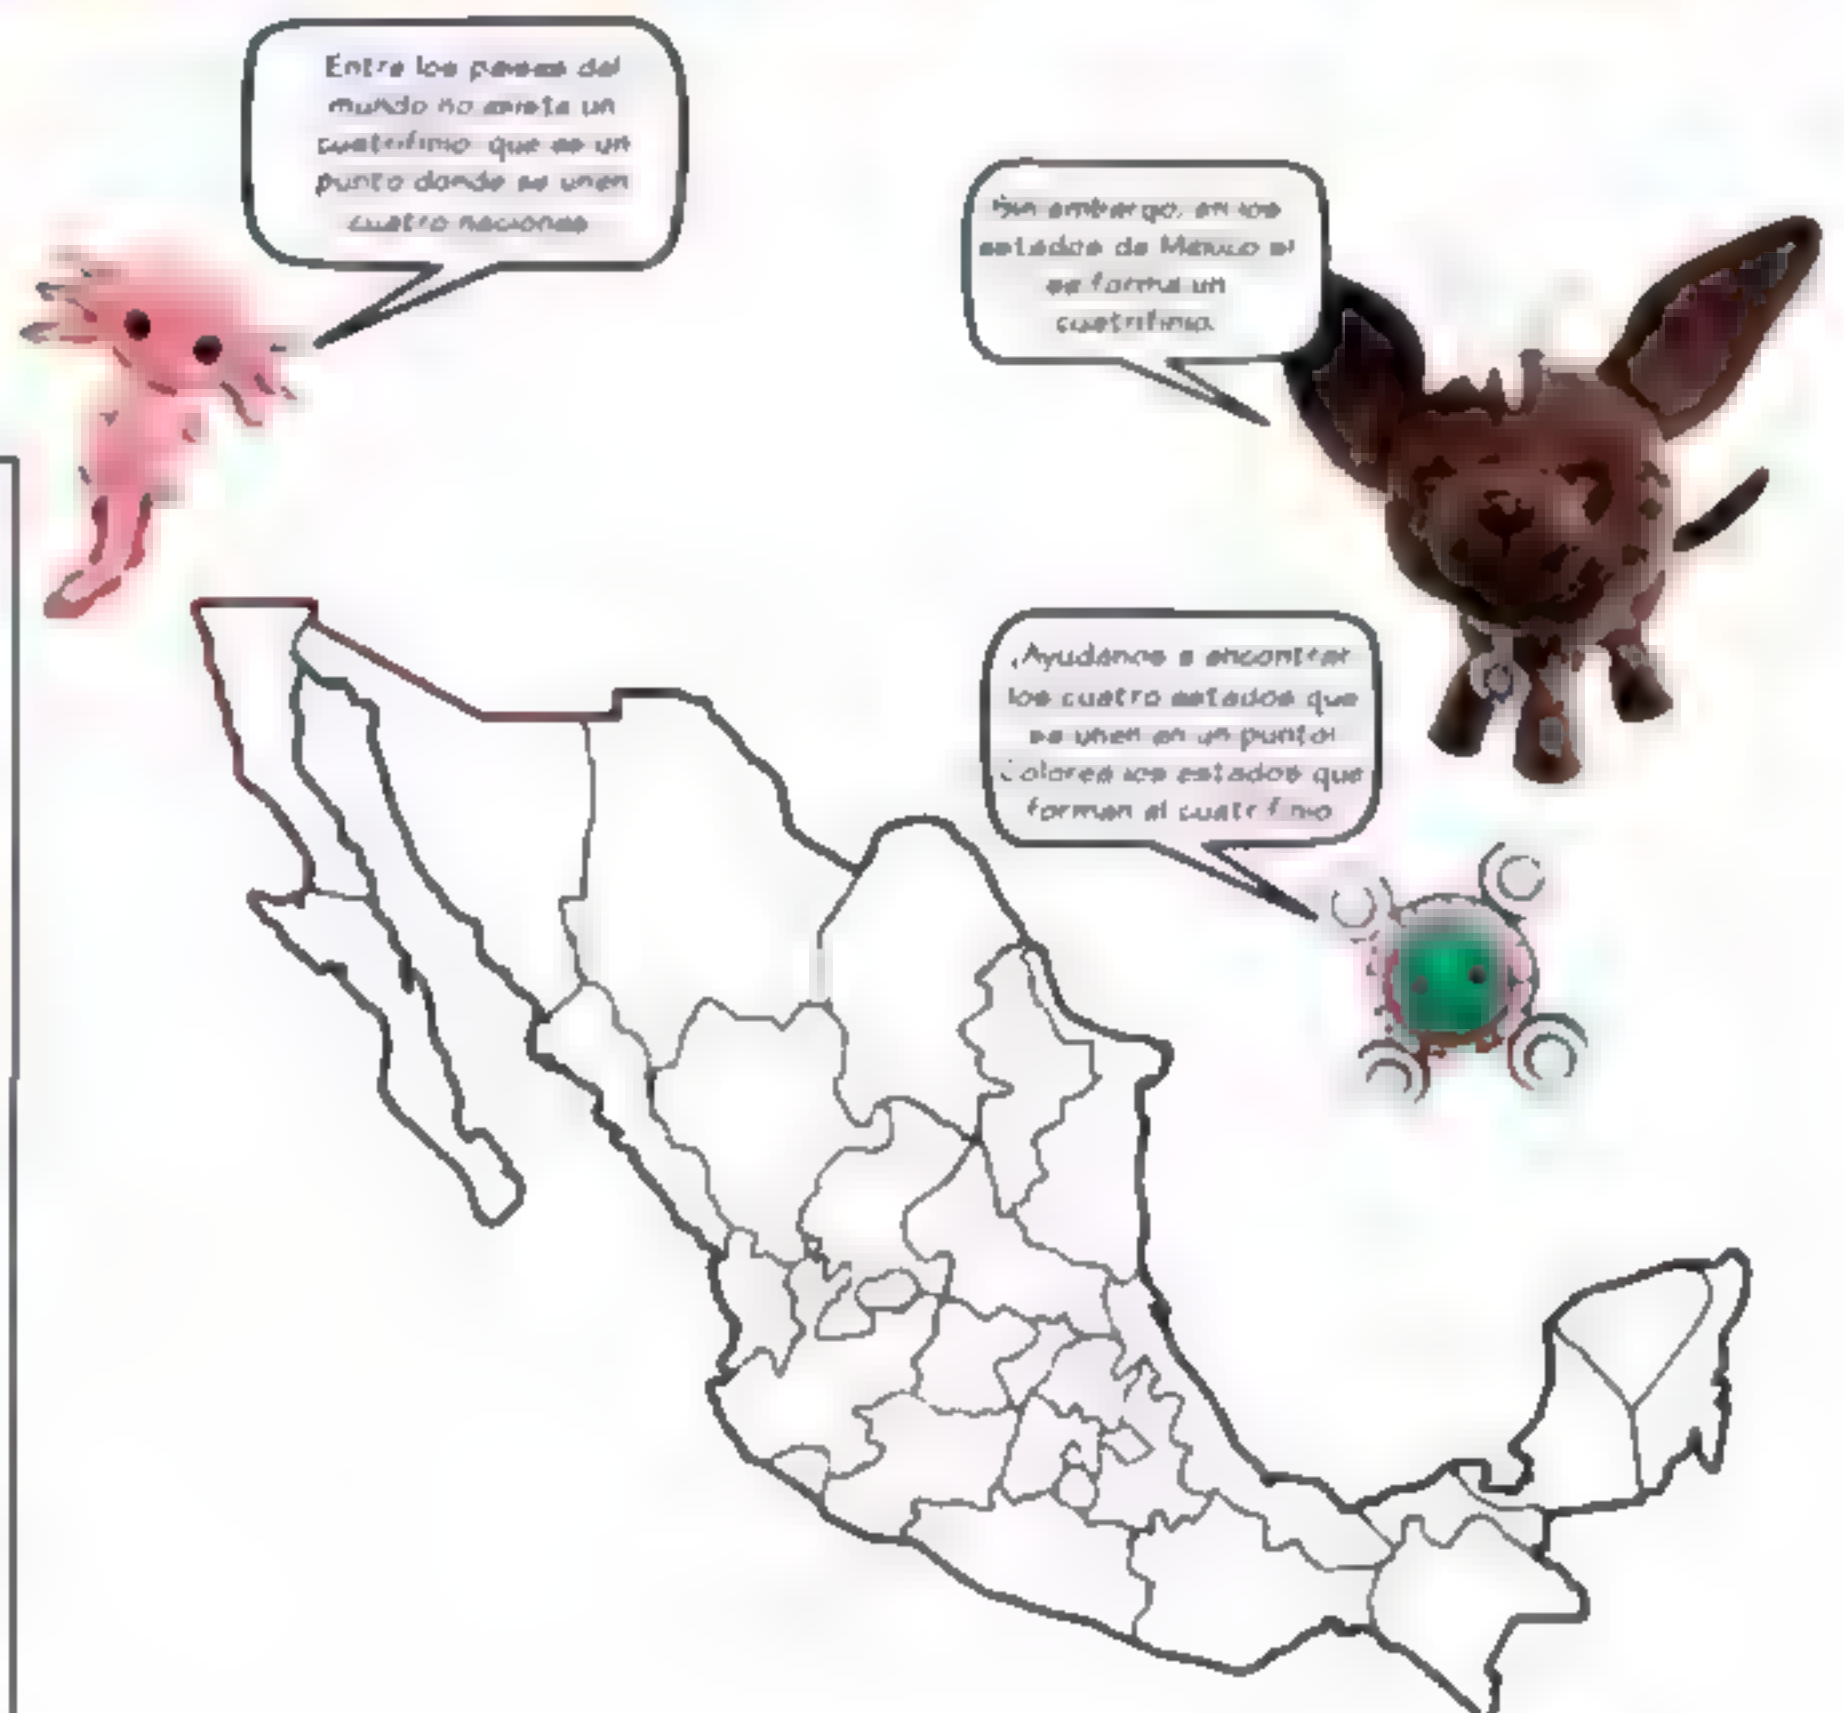 Entre los países del
mundo no existe un
cuatrifinio, que es un
punto donde se unen
cuatro naciones
Sin embargo, en los
estados de México sí
se forma un
cuatrifinio.
¡Ayúdanos a encontrar
los cuatro estados que
se unen en un punto!
Colorea los estados que
forman el cuatrifinio